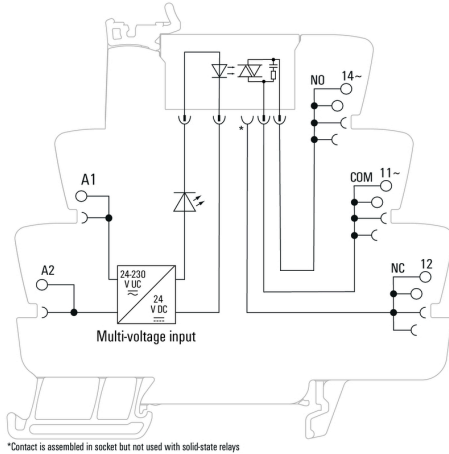 NO 14~
COM 11~
A1
A2
NC 12
24-230
V UC
24
V DC
Multi-voltage input
*
*Contact is assembled in socket but not used with solid-state relays